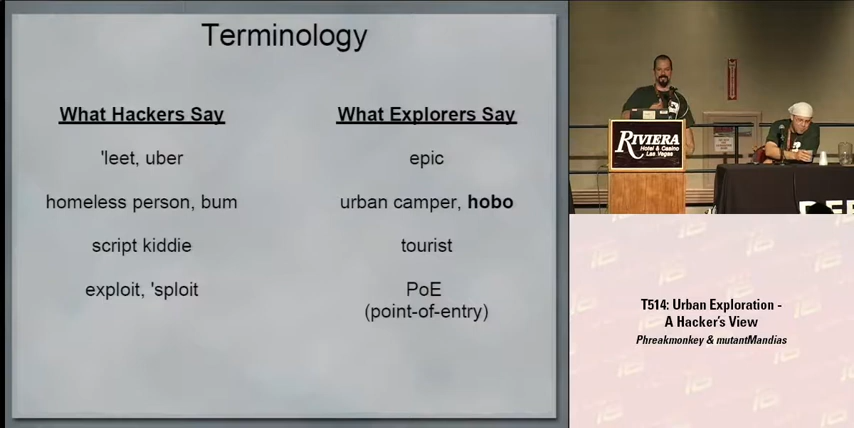 Terminology
What Hackers Say
What Explorers Say
'leet, uber
epic
homeless person, bum
urban camper, hobo
script kiddie
tourist
exploit, 'sploit
PoE
(point-of-entry)
RIVIERA
Hotel & Casino
Las Vegas
T514: Urban Exploration -
A Hacker's View
Phreakmonkey & mutantMandias